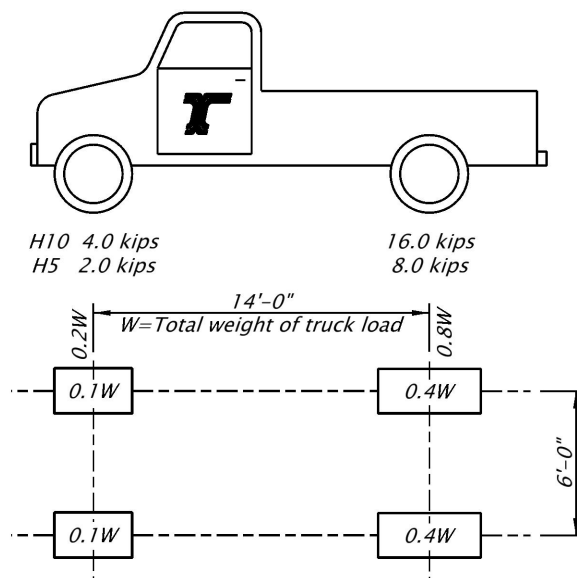 H10 4.0 kips
16.0 kips
H5 2.0 kips
8.0 kips
14'-0"
W=Total weight of truck load
0.2W
0.8W
0.1W
0.4W
6'-0"
0.1W
0.4W